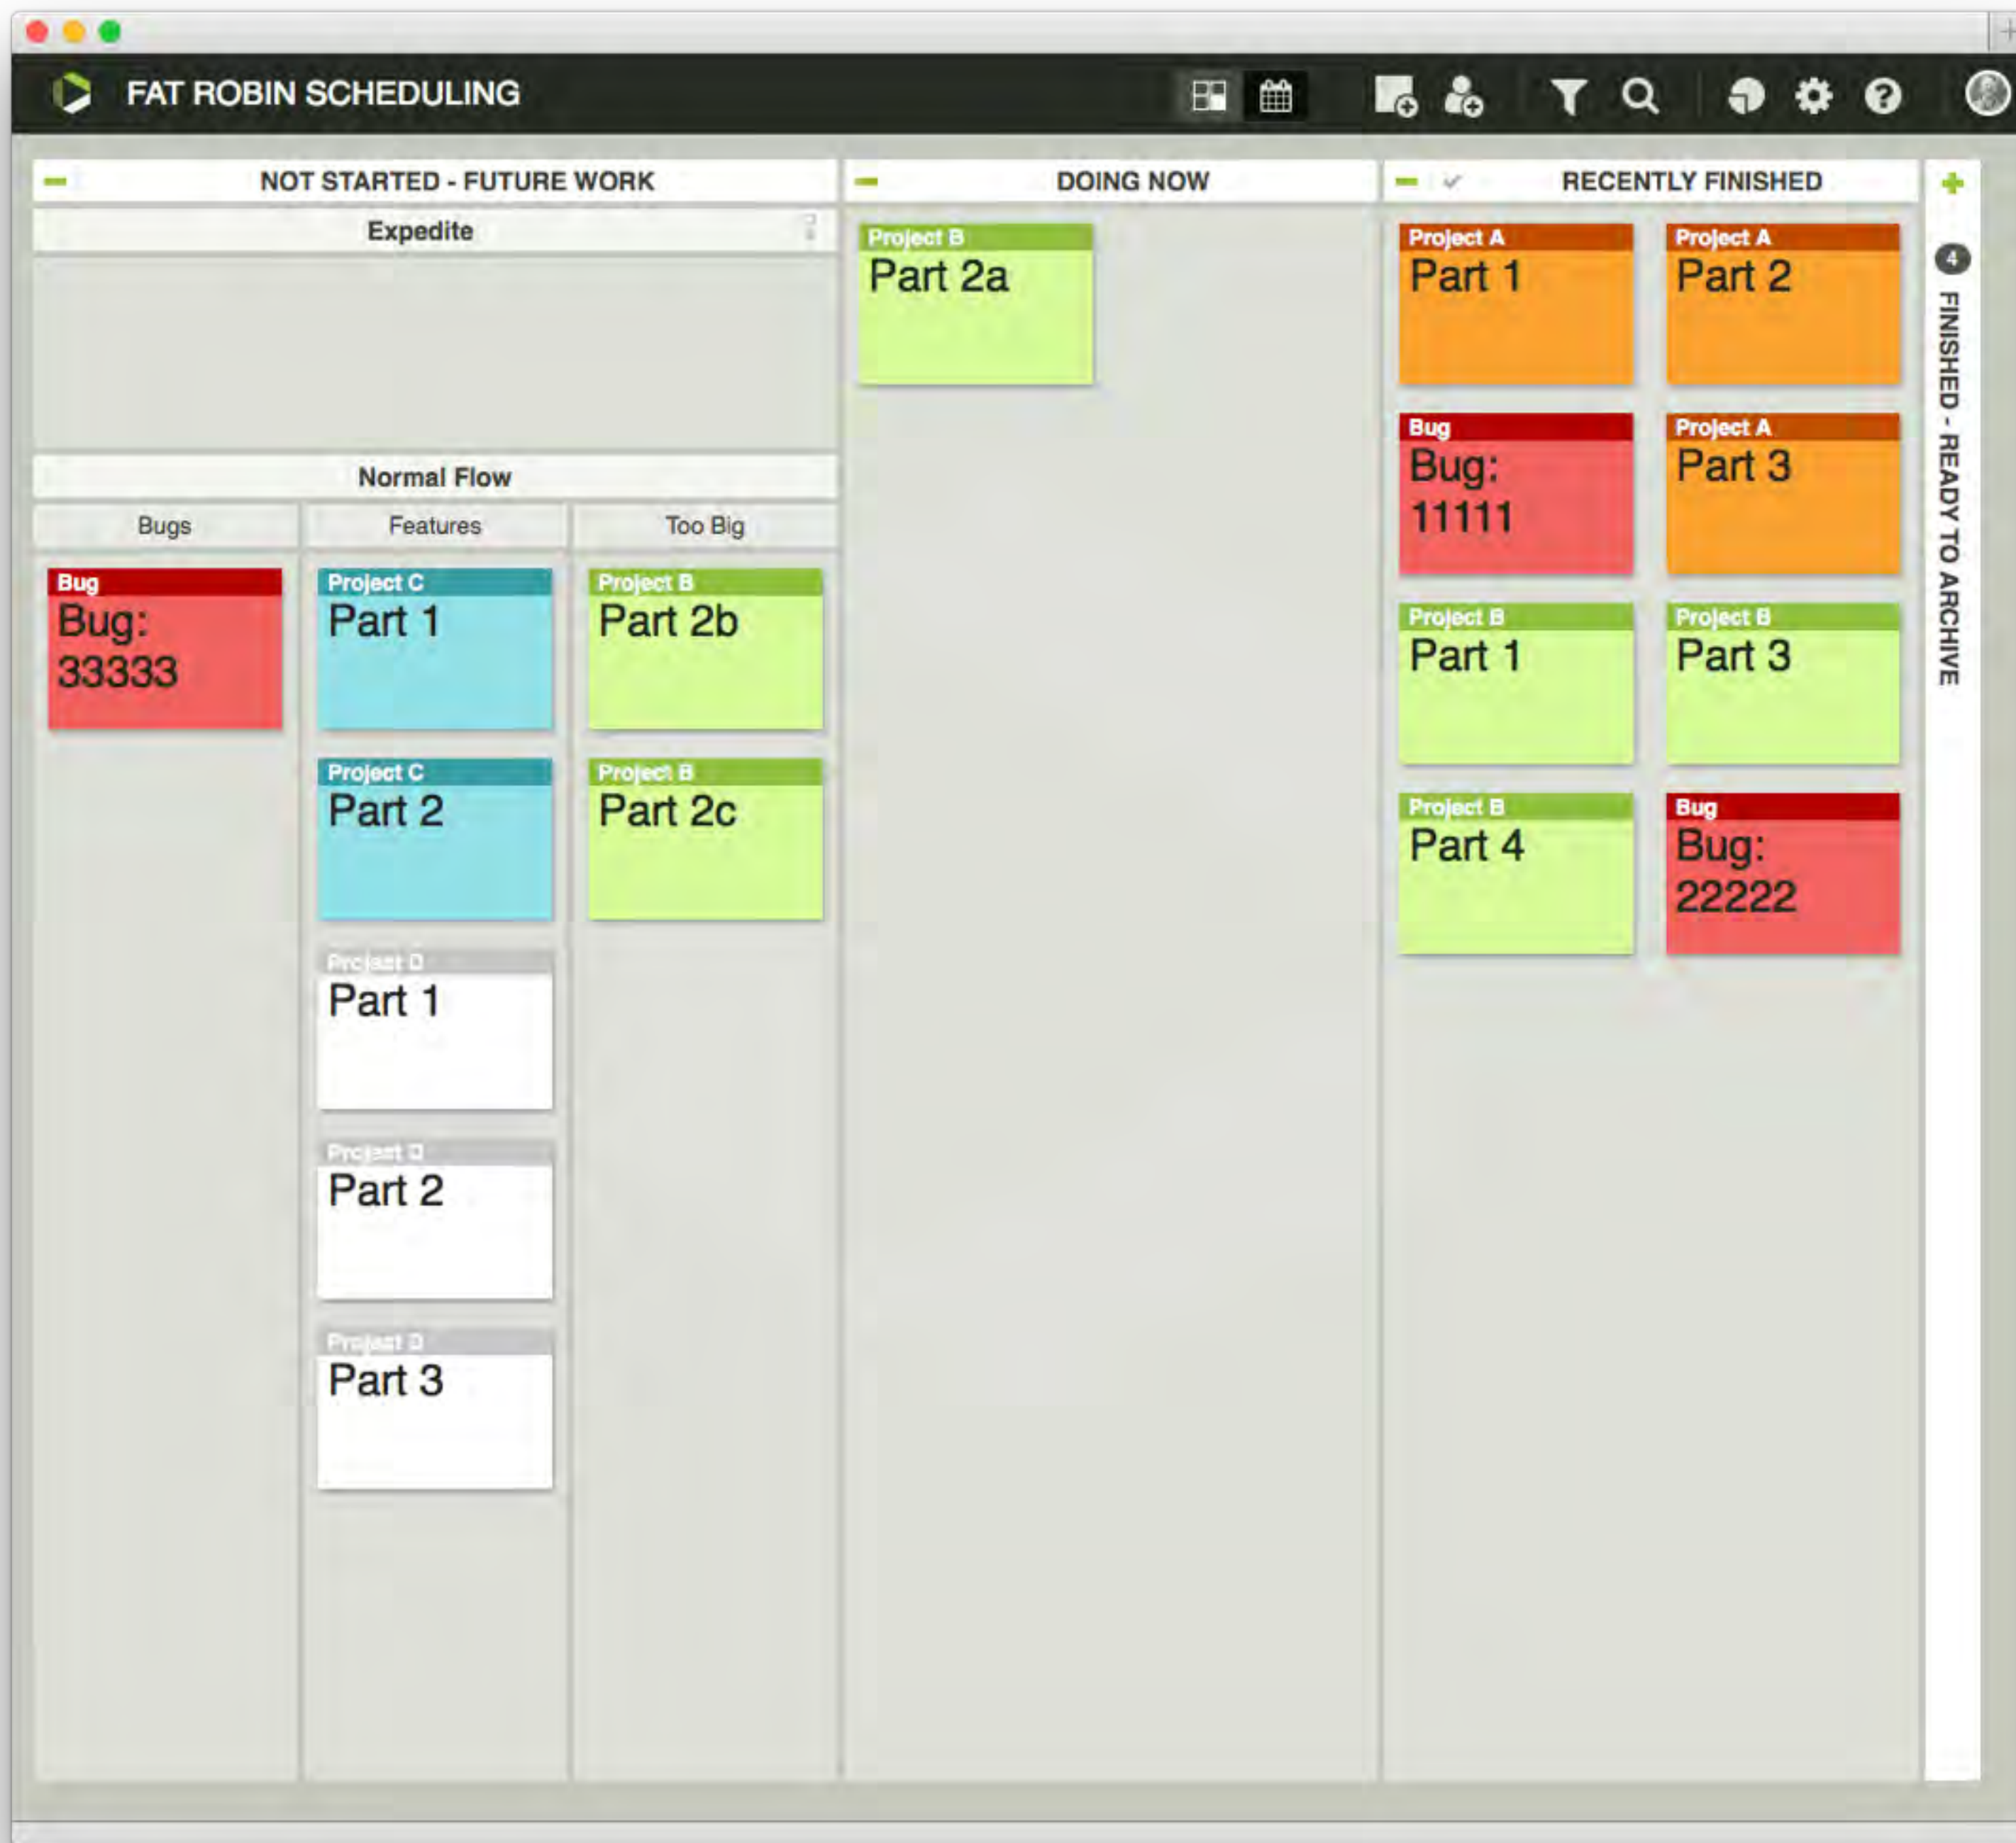 FAT ROBIN SCHEDULING
NOT STARTED - FUTURE WORK
Expedite
Normal Flow
Bugs
Features
Too Big
Bug
Bug:
33333
Project C
Part 1
Project C
Part 2
Project D
Part 1
Project D
Part 2
Project D
Part 3
Project B
Part 2b
Project B
Part 2c
DOING NOW
Project B
Part 2a
RECENTLY FINISHED
Project A
Part 1
Project A
Part 2
Bug
Bug:
11111
Project A
Part 3
Project B
Part 1
Project B
Part 3
Project B
Part 4
Bug
Bug:
22222
4
FINISHED - READY TO ARCHIVE